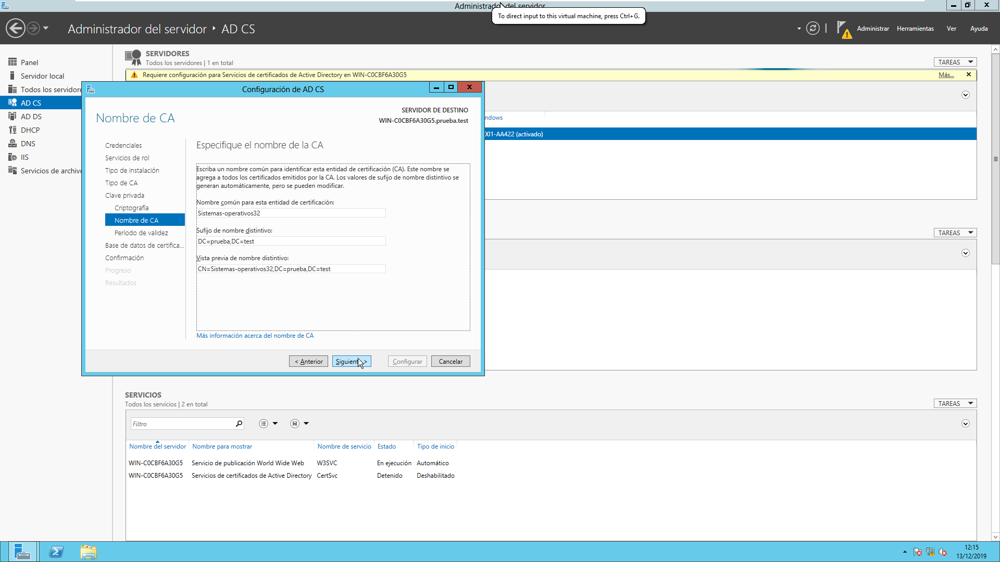 Administrador del servidor
To direct input to this virtual machine, press Ctrl+G.
Administrador del servidor ‣ AD CS
Administrar
Herramientas
Ver
Ayuda
Panel
Servidor local
Todos los servidore
AD CS
AD DS
DHCP
DNS
IIS
Servicios de archivo
SERVIDORES
Todos los servidores | 1 en total
TAREAS
Requiere configuración para Servicios de certificados de Active Directory en WIN-C0CBF6A30G5
Más...
ndows
001-AA422 (activado)
TAREAS
Configuración de AD CS
Nombre de CA
SERVIDOR DE DESTINO
WIN-C0CBF6A30G5.prueba.test
Credenciales
Servicios de rol
Tipo de instalación
Tipo de CA
Clave privada
Criptografía
Nombre de CA
Período de validez
Base de datos de certifica...
Confirmación
Progreso
Resultados
Especifique el nombre de la CA
Escriba un nombre común para identificar esta entidad de certificación (CA). Este nombre se
agrega a todos los certificados emitidos por la CA. Los valores de sufijo de nombre distintivo se
generan automáticamente, pero se pueden modificar.
Nombre común para esta entidad de certificación:
Sistemas-operativos32
Sufijo de nombre distintivo:
DC=prueba,DC=test
Vista previa de nombre distintivo:
CN=Sistemas-operativos32,DC=prueba,DC=test
Más información acerca del nombre de CA
< Anterior
Siguient >
Configurar
Cancelar
SERVICIOS
Todos los servicios | 2 en total
TAREAS
Filtro
Nombre del servidor Nombre para mostrar Nombre de servicio Estado Tipo de inicio
WIN-C0CBF6A30G5 Servicio de publicación World Wide Web W3SVC En ejecución Automático
WIN-C0CBF6A30G5 Servicios de certificados de Active Directory CertSvc Detenido Deshabilitado
12:15
13/12/2019